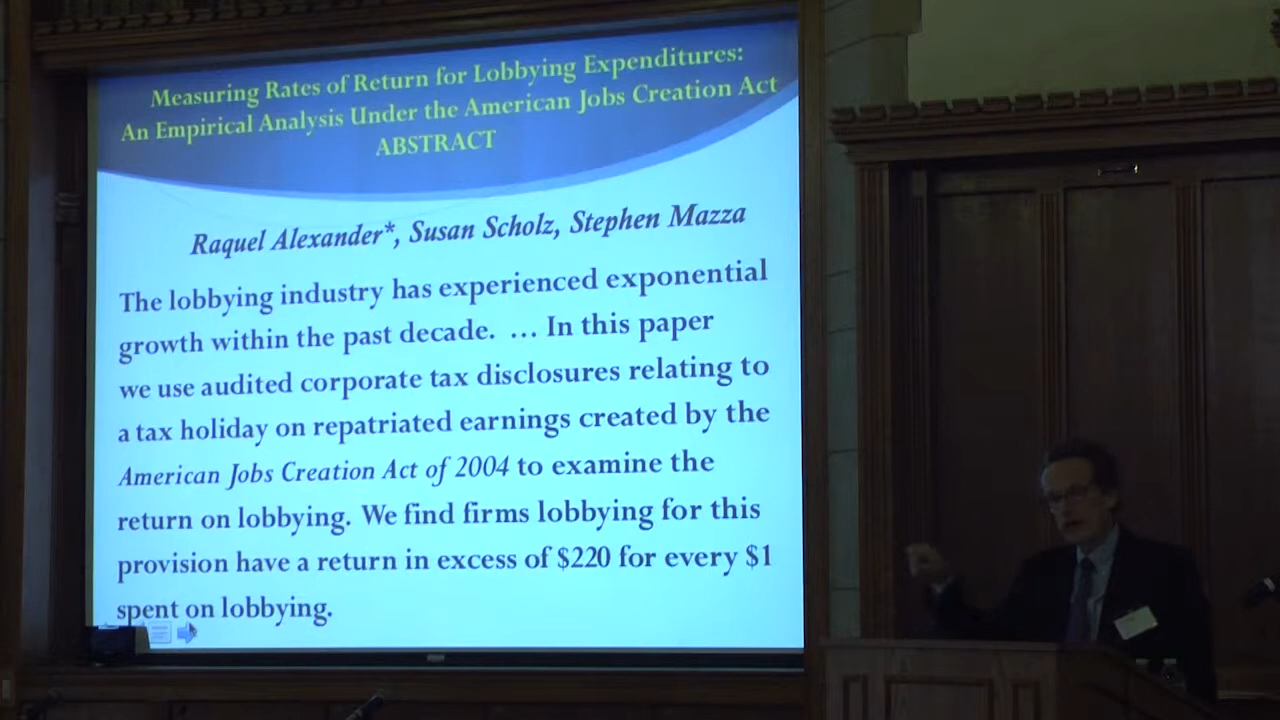 Measuring Rates of Return for Lobbying Expenditures:
An Empirical Analysis Under the American Jobs Creation Act
ABSTRACT
Raquel Alexander*, Susan Scholz, Stephen Mazza
The lobbying industry has experienced exponential
growth within the past decade. … In this paper
we use audited corporate tax disclosures relating to
a tax holiday on repatriated earnings created by the
American Jobs Creation Act of 2004 to examine the
return on lobbying. We find firms lobbying for this
provision have a return in excess of $220 for every $1
spent on lobbying.